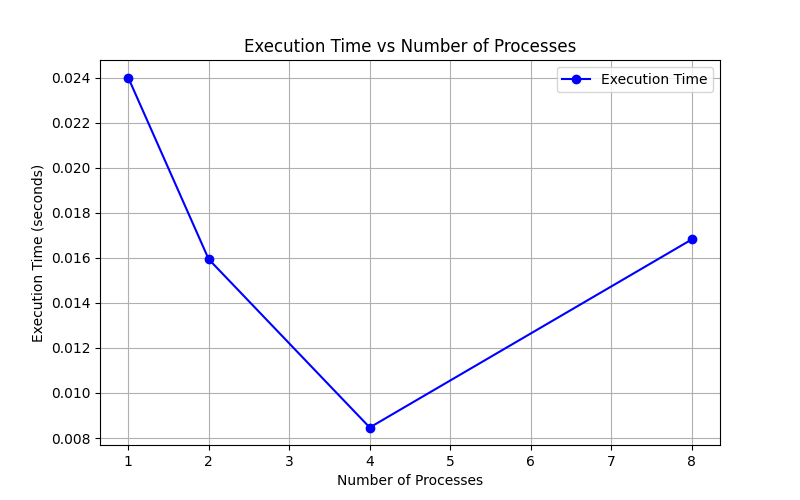 Execution Time vs Number of Processes
Execution Time
0.024
0.022
0.020
0.018
0.016
0.014
0.012
0.010
0.008
Execution Time (seconds)
1 2 3 4 5 6 7 8
Number of Processes